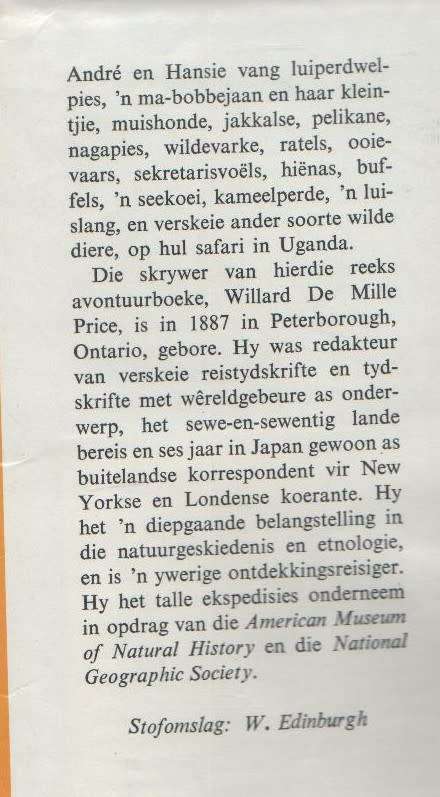 André en Hansie vang luiperdwel-
pies, 'n ma-bobbejaan en haar klein-
tjie, muishonde, jakkalse, pelikane,
nagapies, wildevarke, ratels, ooie-
vaars, sekretarisvoëls, hiënas, buf-
fels, 'n seekoei, kameelperde, 'n lui-
slang, en verskeie ander soorte wilde
diere, op hul safari in Uganda.
Die skrywer van hierdie reeks
avontuurboeke, Willard De Mille
Price, is in 1887 in Peterborough,
Ontario, gebore. Hy was redakteur
van verskeie reistydskrifte en tyd-
skrifte met wêreldgebeure as onder-
werp, het sewe-en-sewentig lande
bereis en ses jaar in Japan gewoon as
buitelandse korrespondent vir New
Yorkse en Londense koerante. Hy
het 'n diepgaande belangstelling in
die natuurgeskiedenis en etnologie,
en is 'n ywerige ontdekkingsreisiger.
Hy het talle ekspedisies onderneem
in opdrag van die American Museum
of Natural History en die National
Geographic Society.
Stofomslag: W. Edinburgh